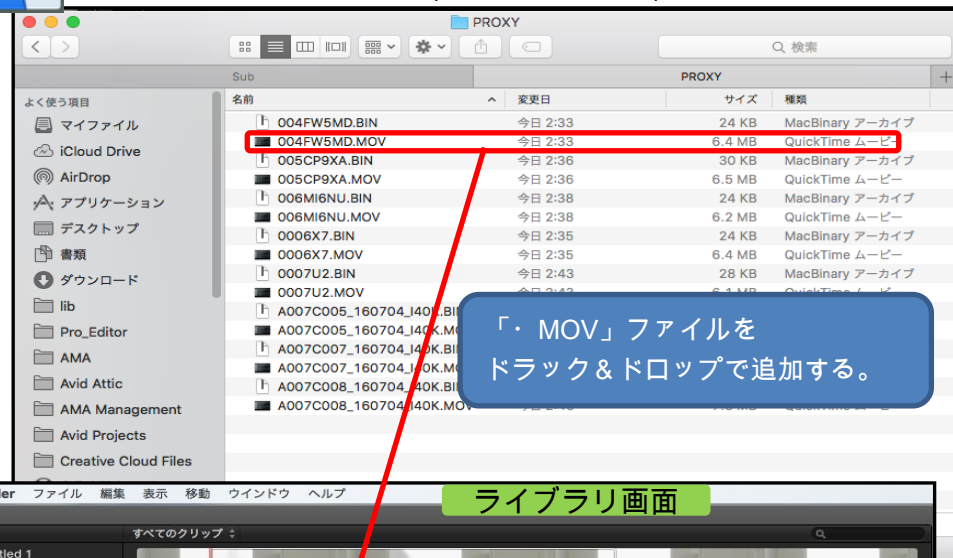 PROXY
検索
Sub
PROXY
よく使う項目
名前
変更日
サイズ
種類
マイファイル
004FW5MD.BIN 今日 2:33 24 KB MacBinary アーカイブ
004FW5MD.MOV 今日 2:33 6.4 MB QuickTime ムービー
iCloud Drive
005CP9XA.BIN 今日 2:36 30 KB MacBinary アーカイブ
AirDrop
005CP9XA.MOV 今日 2:36 6.5 MB QuickTime ムービー
アプリケーション
006MI6NU.BIN 今日 2:38 24 KB MacBinary アーカイブ
006MI6NU.MOV 今日 2:38 6.2 MB QuickTime ムービー
デスクトップ
0006X7.BIN 今日 2:35 24 KB MacBinary アーカイブ
書類
0006X7.MOV 今日 2:35 6.4 MB QuickTime ムービー
ダウンロード
0007U2.BIN 今日 2:43 28 KB MacBinary アーカイブ
0007U2.MOV
lib
A007C005_160704_I40K.BI
Pro_Editor
A007C005_160704_I40K.M
AMA
A007C007_160704_I40K.BI
A007C007_160704_I40K.M
Avid Attic
A007C008_160704_I40K.BI
AMA Management
A007C008_160704_I40K.MOV
Avid Projects
Creative Cloud Files
「・MOV」ファイルを
ドラック&ドロップで追加する。
der ファイル 編集 表示 移動 ウインドウ ヘルプ
ライブラリ画面
すべてのクリップ
tled 1